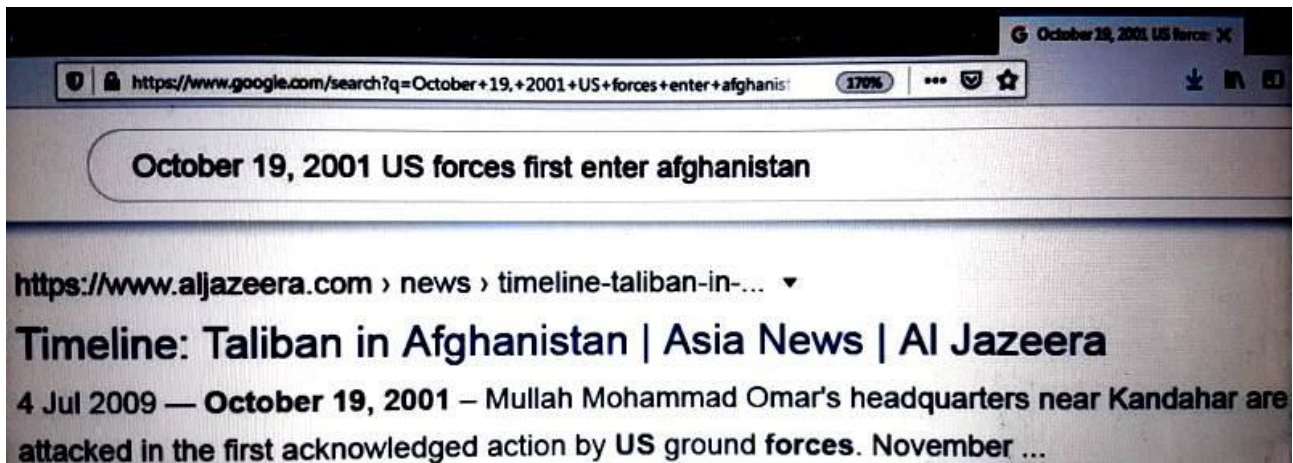 October 19, 2001 US force
https://www.google.com/search?q=October+19,+2001+US+forces+enter+afghanis
170%
October 19, 2001 US forces first enter afghanistan
https://www.aljazeera.com › news › timeline-taliban-in-...
Timeline: Taliban in Afghanistan | Asia News | Al Jazeera
4 Jul 2009 — October 19, 2001 – Mullah Mohammad Omar's headquarters near Kandahar are
attacked in the first acknowledged action by US ground forces. November ...